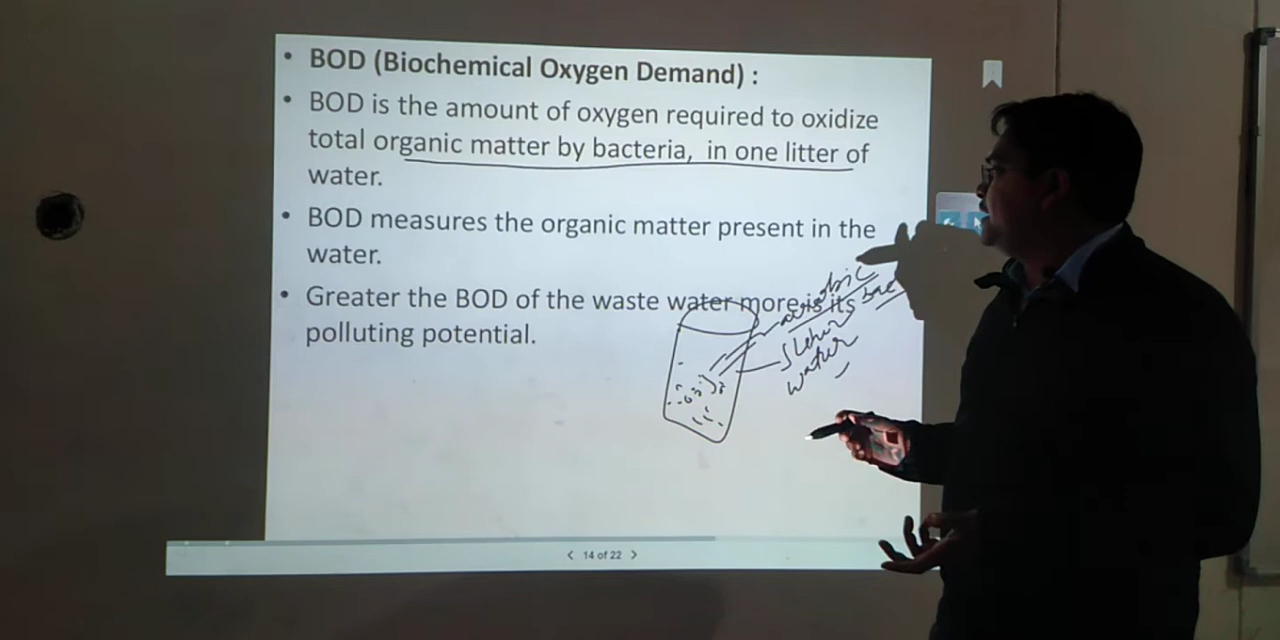 • BOD (Biochemical Oxygen Demand) :
• BOD is the amount of oxygen required to oxidize
total organic matter by bacteria, in one litter of
water.
• BOD measures the organic matter present in the
water.
• Greater the BOD of the waste water more is its
polluting potential.
aerobic bac
water
< 14 of 22 >